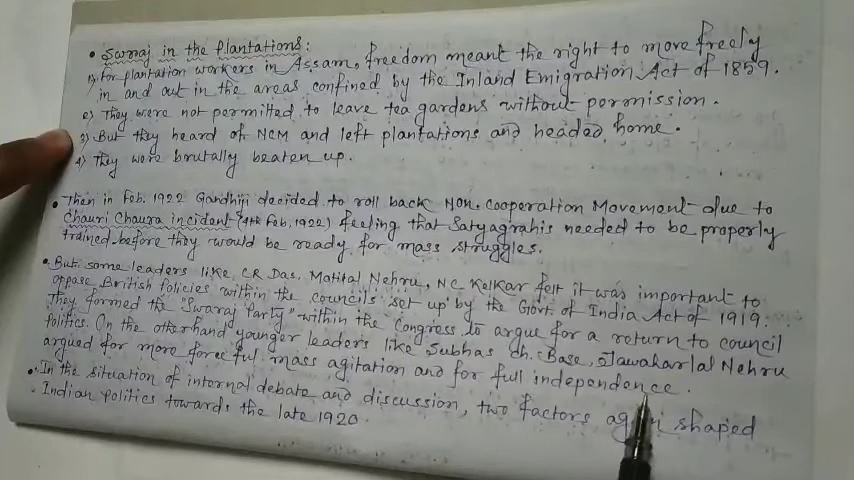 • Swaraj in the plantations:
1) For plantation workers in Assam, freedom meant the right to move freely
in and out in the areas confined by the Inland Emigration Act of 1859.
2) They were not permitted to leave tea gardens without permission.
3) But they heard of NCM and left plantations and headed home.
4) They were brutally beaten up.
• Then in Feb. 1922 Gandhiji decided to roll back Non-cooperation Movement due to
Chauri Chaura incident (4th Feb, 1922) feeling that Satyagrahis needed to be properly
trained before they would be ready for mass struggles.
• But some leaders like CR Das, Matital Nehru, NC Kelkar felt it was important to
oppose British policies within the councils set up by the Govt. of India Act of 1919.
They formed the "Swaraj Party" within the Congress to argue for a return to council
politics. On the otherhand younger leaders like Subhas Ch. Bose, Jawaharlal Nehru
argued for more forceful mass agitation and for full independence.
• In the situation of internal debate and discussion, two factors again shaped
Indian politics towards the late 1920.